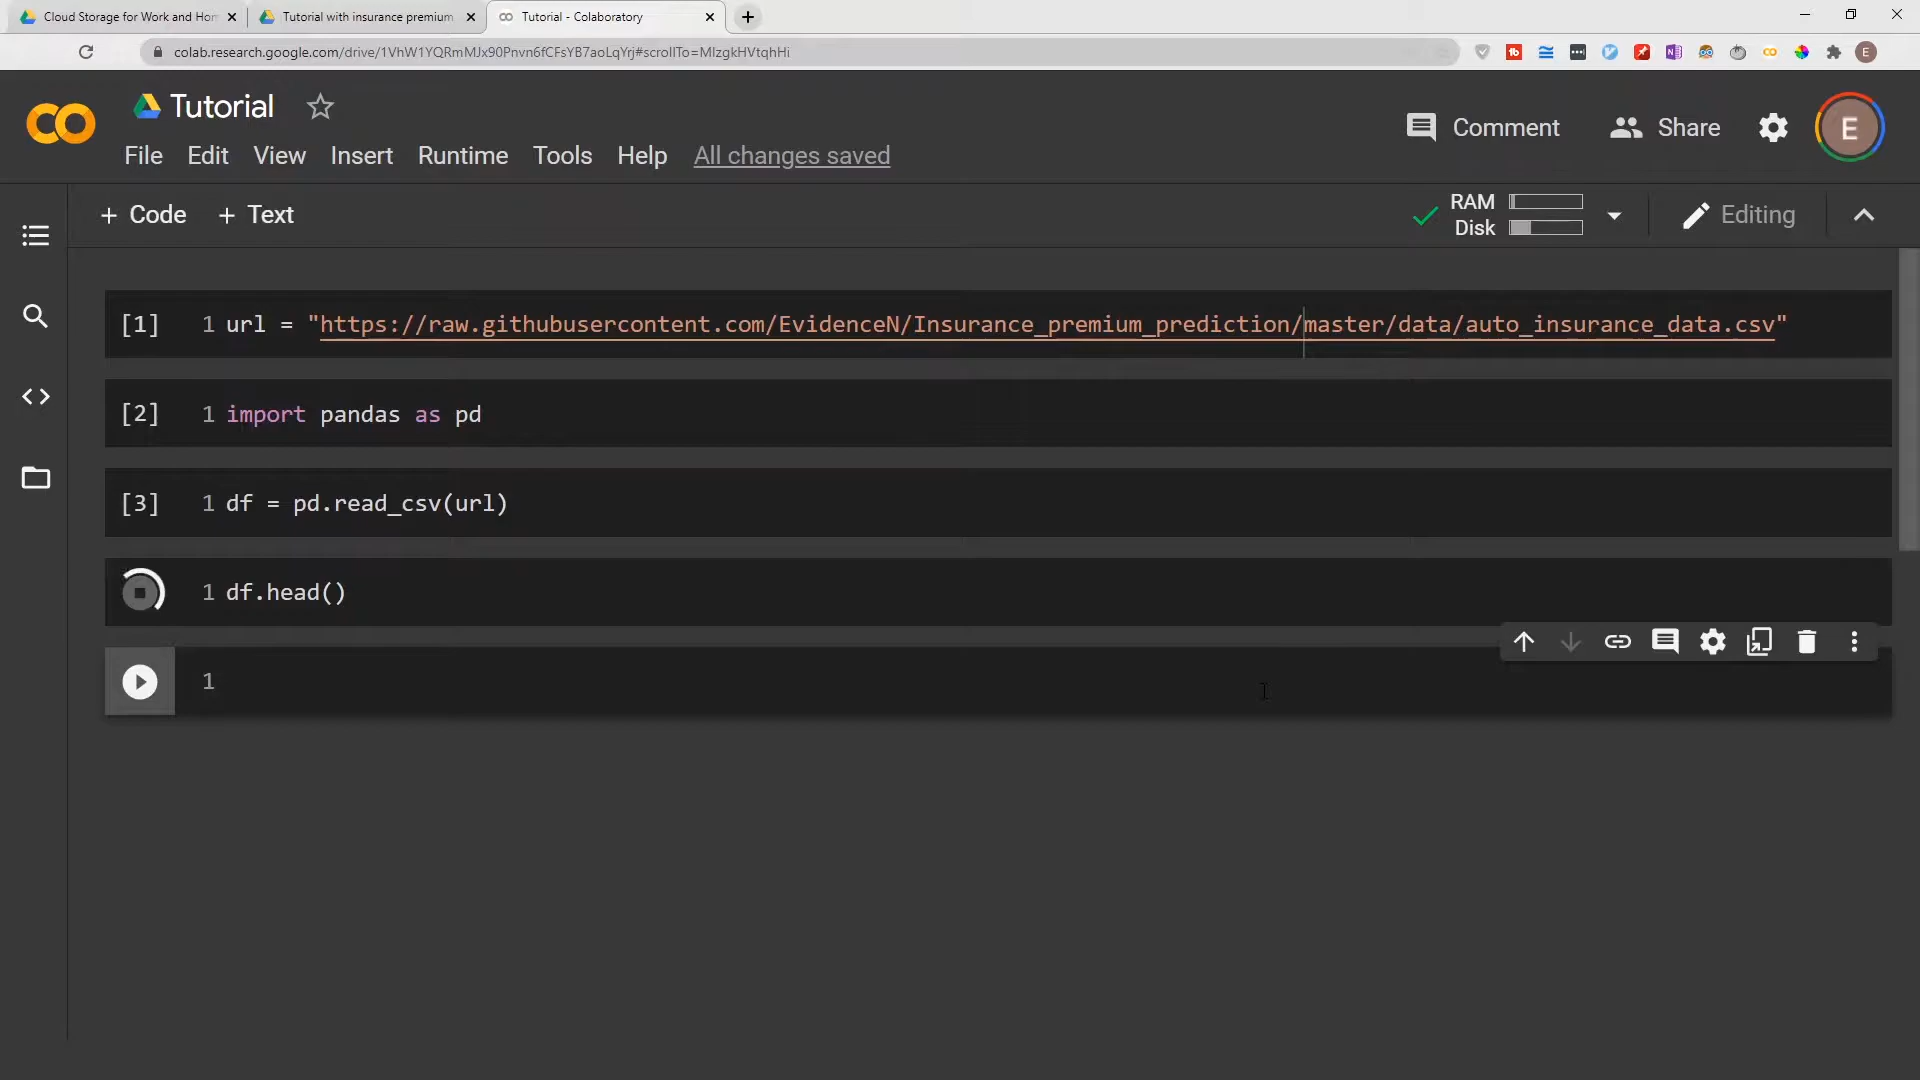 Cloud Storage for Work and Hom
Tutorial with insurance premium
Tutorial - Colaboratory
colab.research.google.com/drive/1VhW1YQRmMJx90Pnvn6fCFsYB7aoLqYrj#scrollTo=MIzgkHVtqhHi
E
Tutorial
Comment
Share
E
File Edit View Insert Runtime Tools Help All changes saved
+ Code + Text
RAM
Disk
Editing
[1] 1 url = "https://raw.githubusercontent.com/EvidenceN/Insurance_premium_prediction/master/data/auto_insurance_data.csv"
[2] 1 import pandas as pd
[3] 1 df = pd.read_csv(url)
1 df.head()
1